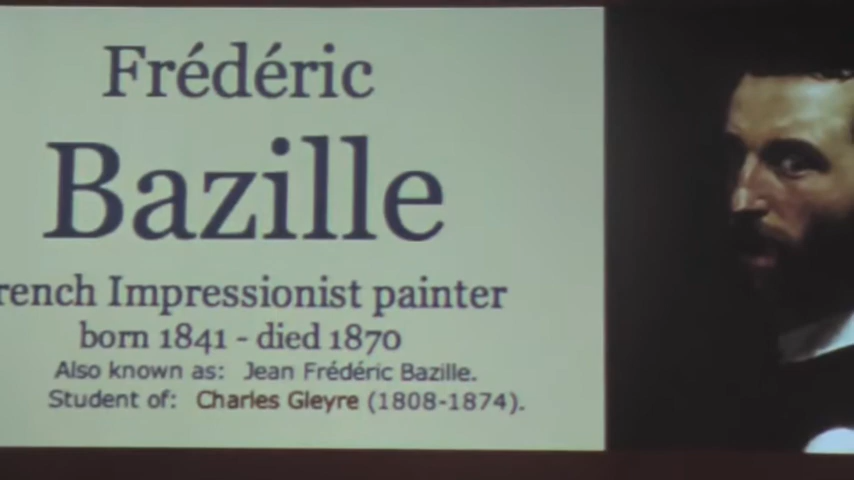 Frédéric
Bazille
rench Impressionist painter
born 1841 - died 1870
Also known as: Jean Frédéric Bazille.
Student of: Charles Gleyre (1808-1874).